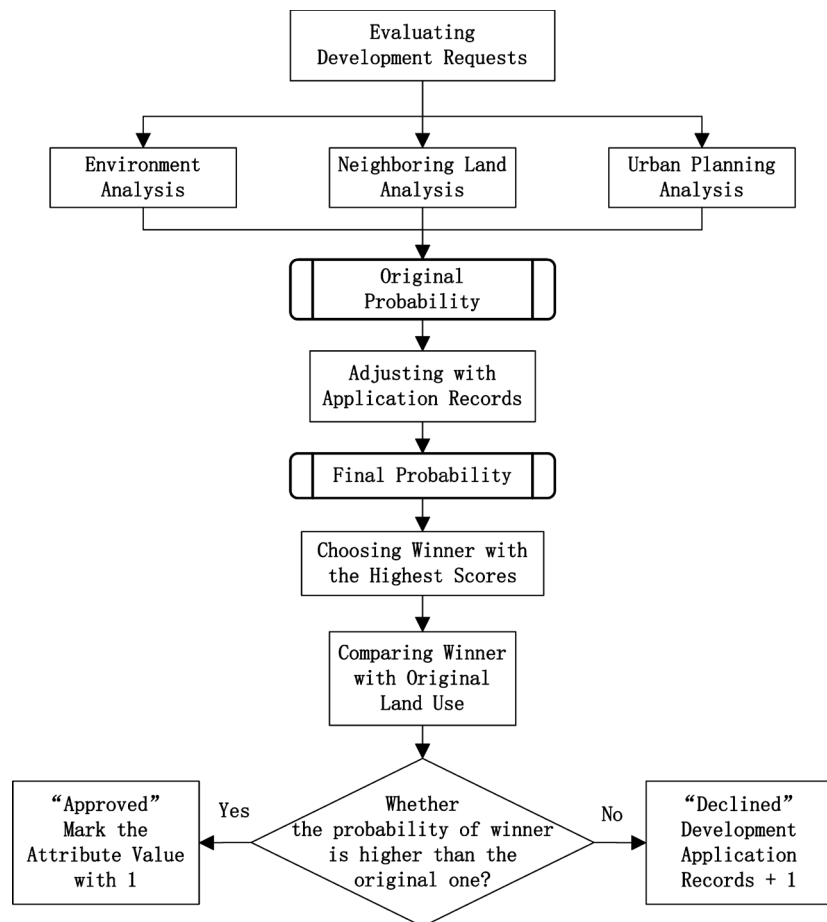 Evaluating
Development Requests
Environment
Analysis
Neighboring Land
Analysis
Urban Planning
Analysis
Original
Probability
Adjusting with
Application Records
Final Probability
Choosing Winner with
the Highest Scores
Comparing Winner
with Original
Land Use
Whether
the probability of winner
is higher than the
original one?
Yes
No
“Approved”
Mark the
Attribute Value
with 1
“Declined”
Development
Application
Records + 1